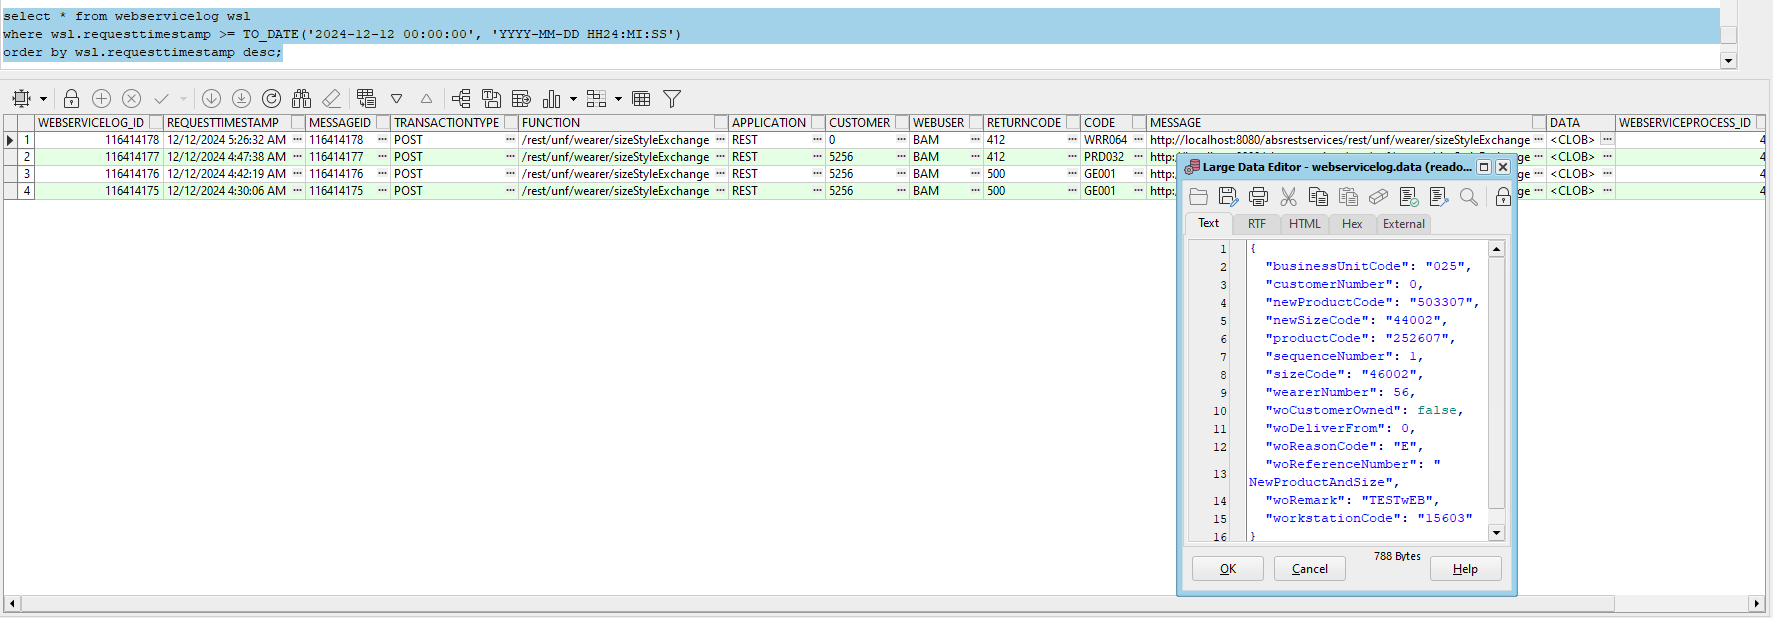 select * from webservicelog wsl
where wsl.requesttimestamp >= TO_DATE('2024-12-12 00:00:00', 'YYYY-MM-DD HH24:MI:SS')
order by wsl.requesttimestamp desc;
WEBSERVICELOG_ID REQUESTTIMESTAMP MESSAGEID TRANSACTIONTYPE FUNCTION APPLICATION CUSTOMER WEBUSER RETURNCODE CODE MESSAGE DATA WEBSERVICEPROCESS_ID
1 116414178 12/12/2024 5:26:32 AM ... 116414178 ... POST ... /rest/unf/wearer/sizeStyleExchange ... REST ... 0 ... BAM ... 412 ... WRR064 ... http://localhost:8080/absrestservices/rest/unf/wearer/sizeStyleExchange ... <CLOB> ... 4
2 116414177 12/12/2024 4:47:38 AM ... 116414177 ... POST ... /rest/unf/wearer/sizeStyleExchange ... REST ... 5256 ... BAM ... 412 ... PRD032 ... http: ... <CLOB> ... 4
3 116414176 12/12/2024 4:42:19 AM ... 116414176 ... POST ... /rest/unf/wearer/sizeStyleExchange ... REST ... 5256 ... BAM ... 500 ... GE001 ... http: nge ... <CLOB> ... 4
4 116414175 12/12/2024 4:30:06 AM ... 116414175 ... POST ... /rest/unf/wearer/sizeStyleExchange ... REST ... 5256 ... BAM ... 500 ... GE001 ... http: nge ... <CLOB> ... 4
Large Data Editor - webservicelog.data (reado...
Text RTF HTML Hex External
1 {
2 "businessUnitCode": "025",
3 "customerNumber": 0,
4 "newProductCode": "503307",
5 "newSizeCode": "44002",
6 "productCode": "252607",
7 "sequenceNumber": 1,
8 "sizeCode": "46002",
9 "wearerNumber": 56,
10 "woCustomerOwned": false,
11 "woDeliverFrom": 0,
12 "woReasonCode": "E",
13 "woReferenceNumber": "
NewProductAndSize",
14 "woRemark": "TESTwEB",
15 "workstationCode": "15603"
16 }
788 Bytes
OK Cancel Help